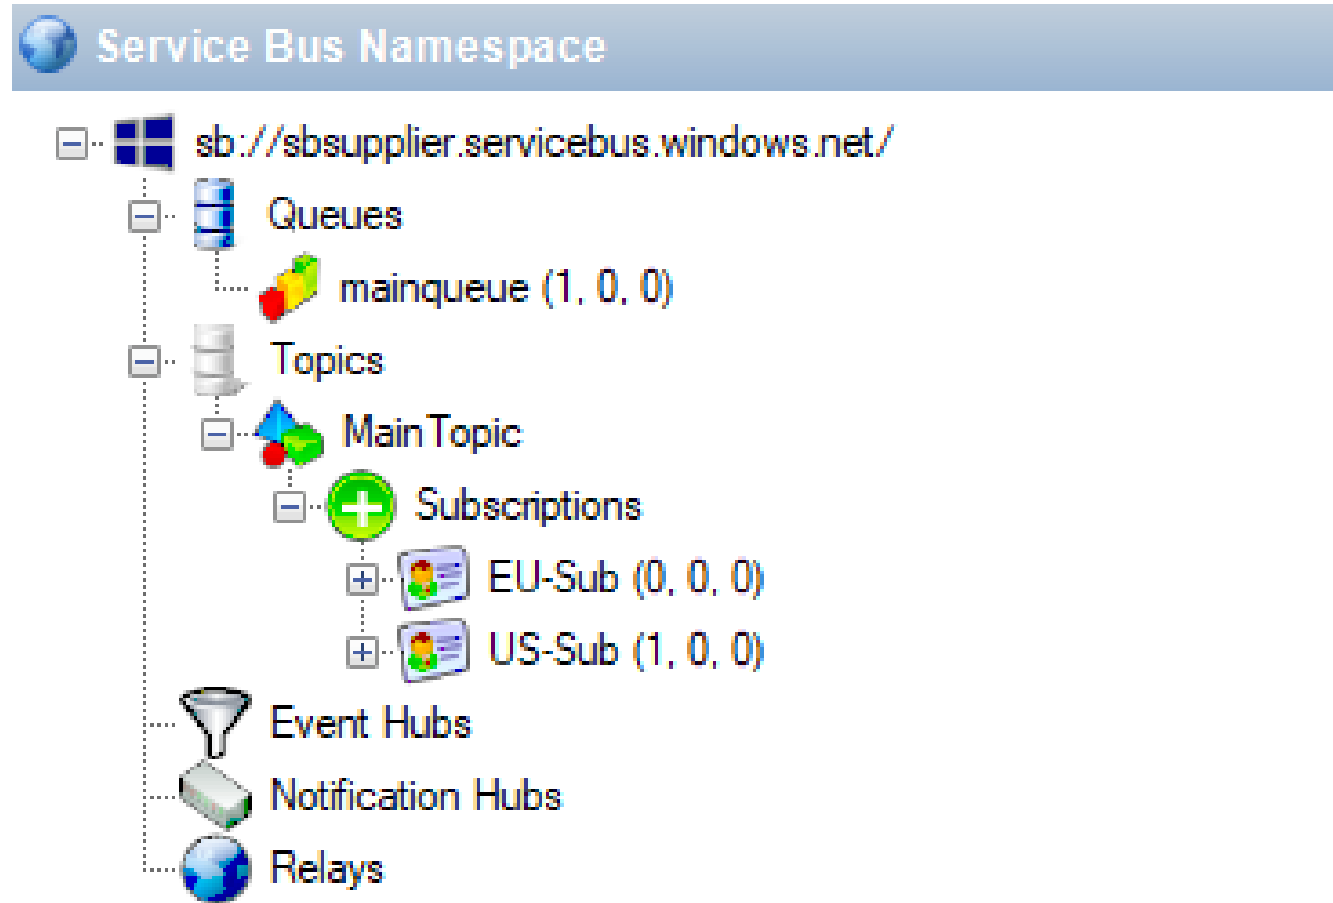 Service Bus Namespace
sb://sbsupplier.servicebus.windows.net/
Queues
mainqueue (1, 0, 0)
Topics
MainTopic
Subscriptions
EU-Sub (0, 0, 0)
US-Sub (1, 0, 0)
Event Hubs
Notification Hubs
Relays